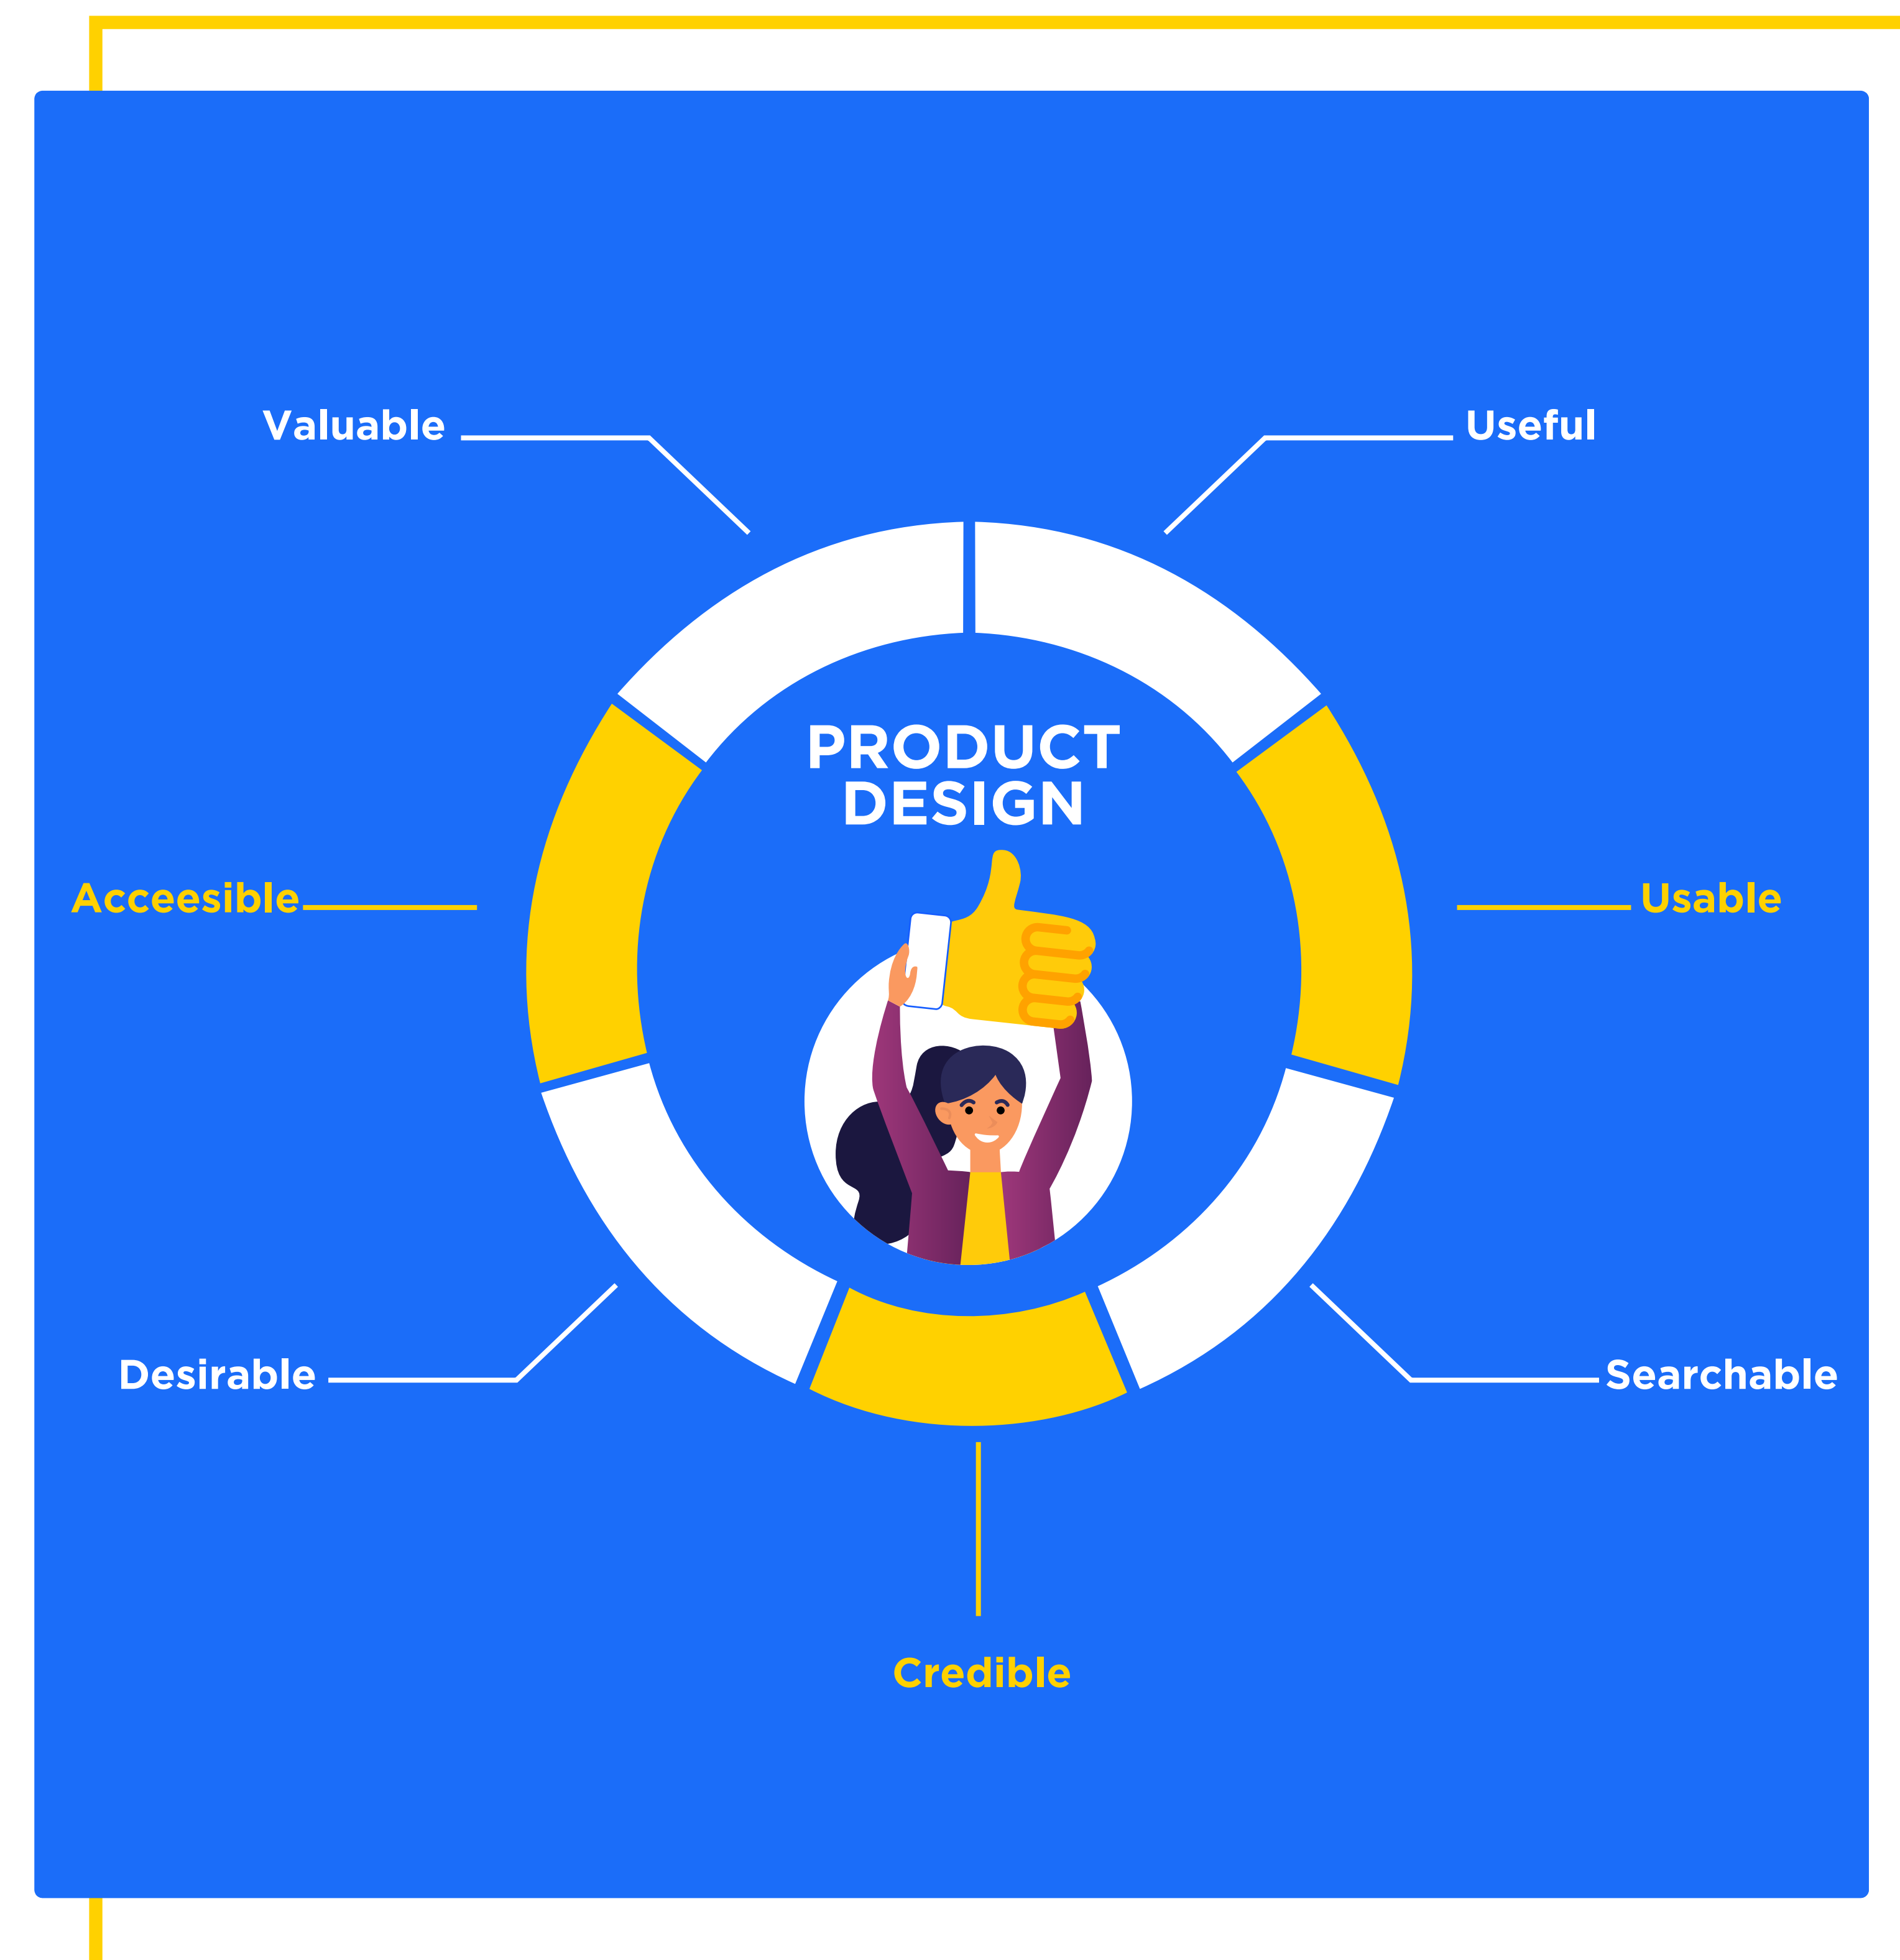 Valuable
Useful
PRODUCT
DESIGN
Acceesible
Usable
Desirable
Searchable
Credible